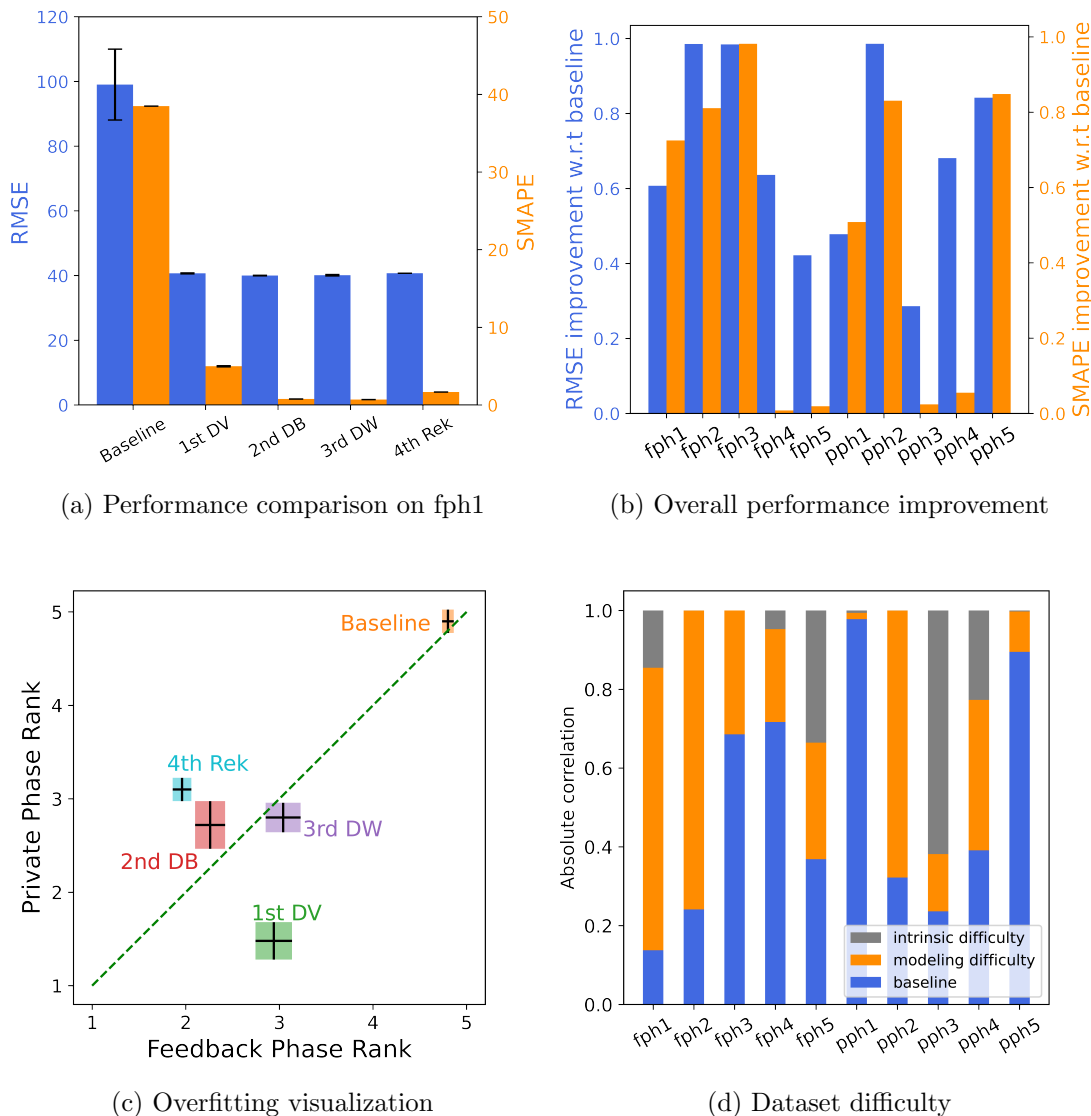 120
100
80
60
40
20
0
RMSE
50
40
30
20
10
0
SMAPE
Baseline
1st DV
2nd DB
3rd DW
4th Rek
(a) Performance comparison on fph1
1.0
0.8
0.6
0.4
0.2
0.0
RMSE improvement w.r.t baseline
1.0
0.8
0.6
0.4
0.2
0.0
SMAPE improvement w.r.t baseline
fph1
fph2
fph3
fph4
fph5
pph1
pph2
pph3
pph4
pph5
(b) Overall performance improvement
5
4
3
2
1
Private Phase Rank
Baseline
4th Rek
3rd DW
2nd DB
1st DV
1
2
3
4
5
Feedback Phase Rank
(c) Overfitting visualization
1.0
0.8
0.6
0.4
0.2
0.0
Absolute correlation
intrinsic difficulty
modeling difficulty
baseline
fph1
fph2
fph3
fph4
fph5
pph1
pph2
pph3
pph4
pph5
(d) Dataset difficulty